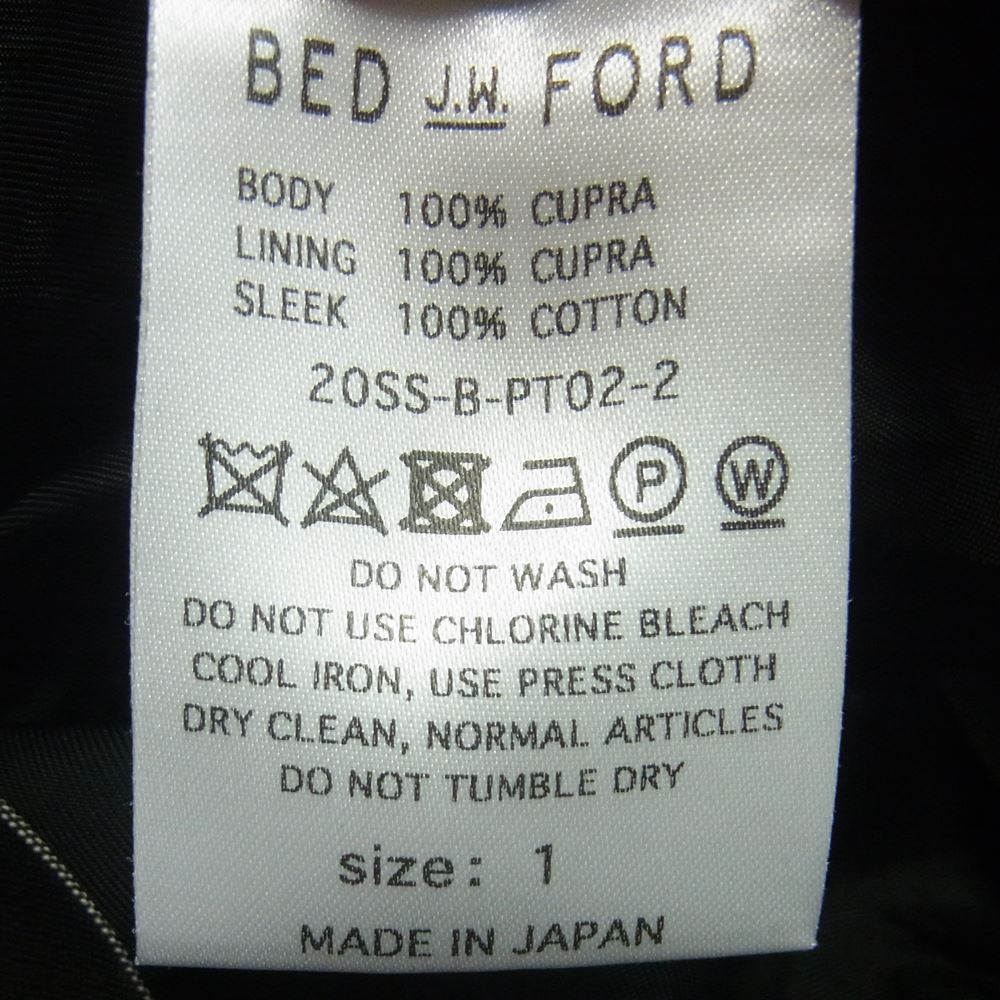 BED J.W. FORD
BODY 100% CUPRA
LINING 100% CUPRA
SLEEK 100% COTTON
20SS-B-PT02-2
P W
DO NOT WASH
DO NOT USE CHLORINE BLEACH
COOL IRON, USE PRESS CLOTH
DRY CLEAN, NORMAL ARTICLES
DO NOT TUMBLE DRY
size: 1
MADE IN JAPAN